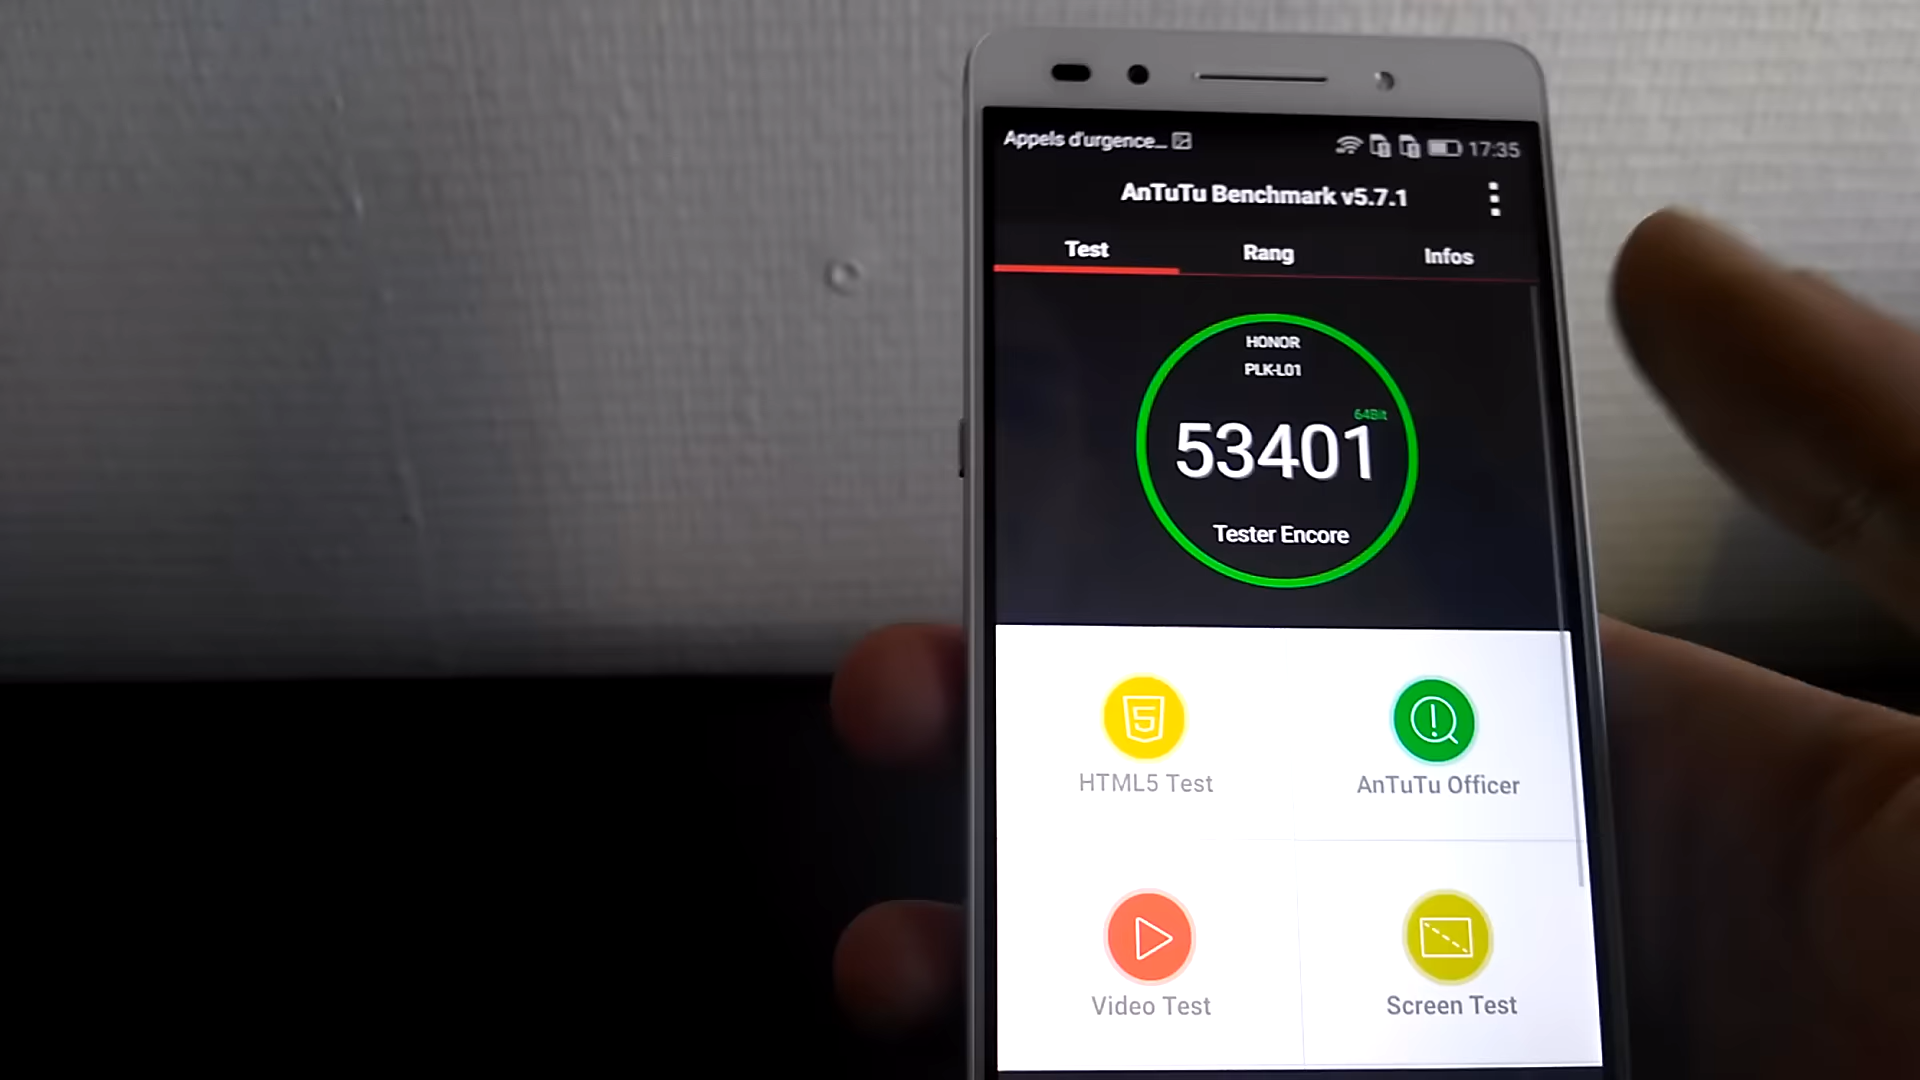 Appels d'urgence... 17:35
AnTuTu Benchmark v5.7.1
Test Rang Infos
HONOR
PLK-L01
64Bit
53401
Tester Encore
5
HTML5 Test AnTuTu Officer
Video Test Screen Test